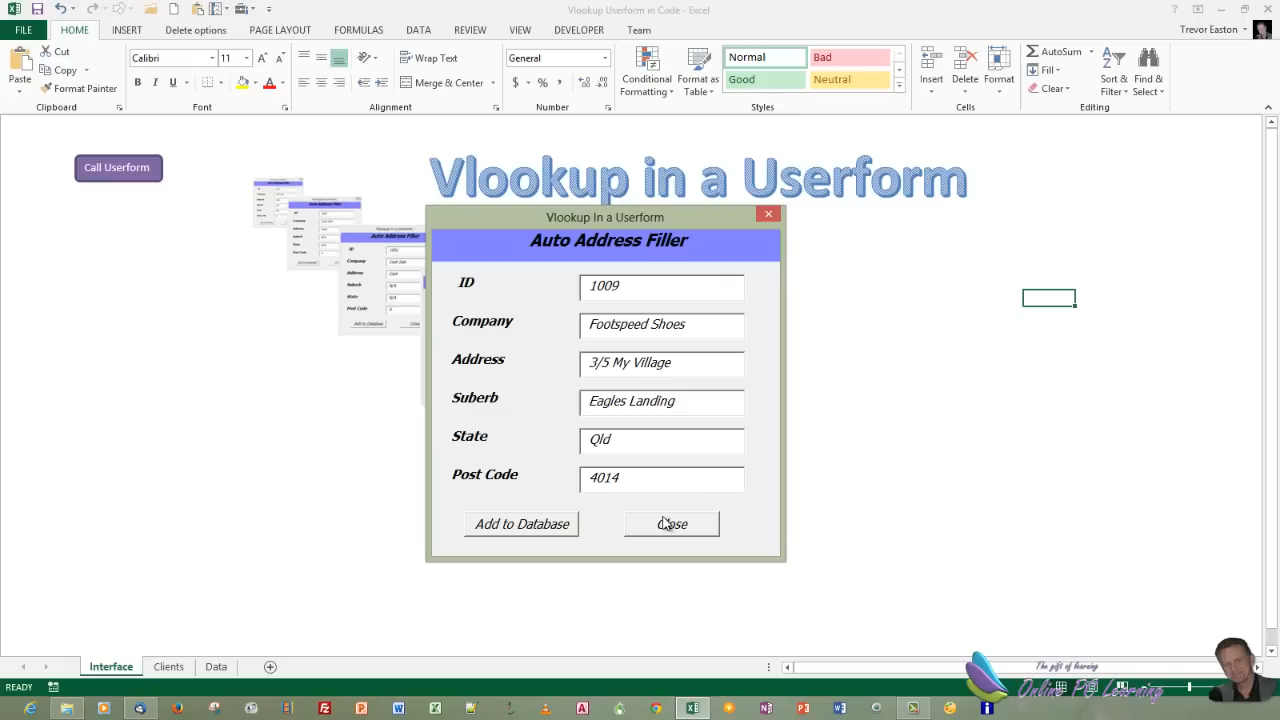 Vlookup Userform in Code - Excel
FILE HOME INSERT Delete options PAGE LAYOUT FORMULAS DATA REVIEW VIEW DEVELOPER Team Trevor Easton
Paste Cut Copy Format Painter
Calibri 11
B I U
Wrap Text
Merge & Center
General
$ % ,
Conditional Formatting Format as Table
Normal Bad
Good Neutral
Insert Delete Format
AutoSum
Fill
Clear
Sort & Filter Find & Select
Clipboard Font Alignment Number Styles Cells Editing
Call Userform
Vlookup in a Userform
Vlookup In a Userform
Auto Address Filler
ID 1009
Company Footspeed Shoes
Address 3/5 My Village
Suberb Eagles Landing
State Qld
Post Code 4014
Add to Database Close
Interface Clients Data
The gift of learning
Online PC Learning
READY